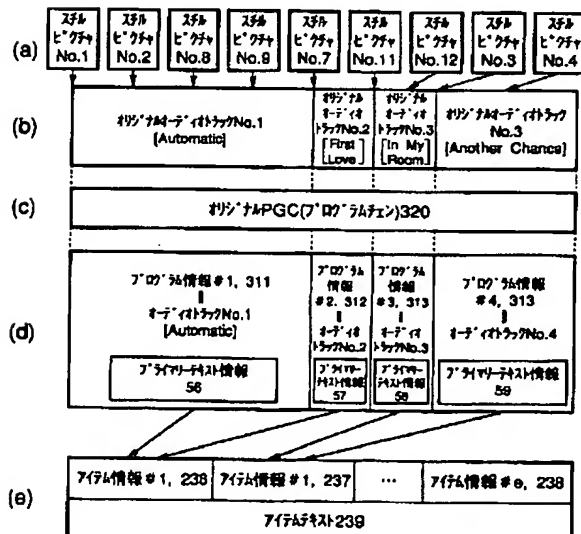 (a)
スチル スチル スチル スチル スチル スチル スチル スチル スチル
ピクチャ ピクチャ ピクチャ ピクチャ ピクチャ ピクチャ ピクチャ ピクチャ ピクチャ
No.1 No.2 No.8 No.9 No.7 No.11 No.12 No.3 No.4
(b)
オリジナルオーディオトラックNo.1
[Automatic]
オリジナル
オーディオ
トラックNo.2
[First
Love]
オリジナル
オーディオ
トラックNo.3
[In My
Room]
オリジナルオーディオトラック
No.3
[Another Chance]
(c)
オリジナルPGC(プログラムチェン)320
(d)
プログラム情報#1, 311
||
オーディオトラックNo.1
[Automatic]
プライマリーテキスト情報
56
プログラム
情報
#2, 312
||
オーディオ
トラックNo.2
プライマリー
テキスト情報
57
プログラム
情報
#3, 313
||
オーディオ
トラックNo.3
プライマリー
テキスト情報
58
プログラム情報
#4, 313
||
オーディオトラックNo.4
プライマリーテキスト情報
59
(e)
アイテム情報#1, 236 アイテム情報#1, 237 … アイテム情報#e, 238
アイテムテキスト239